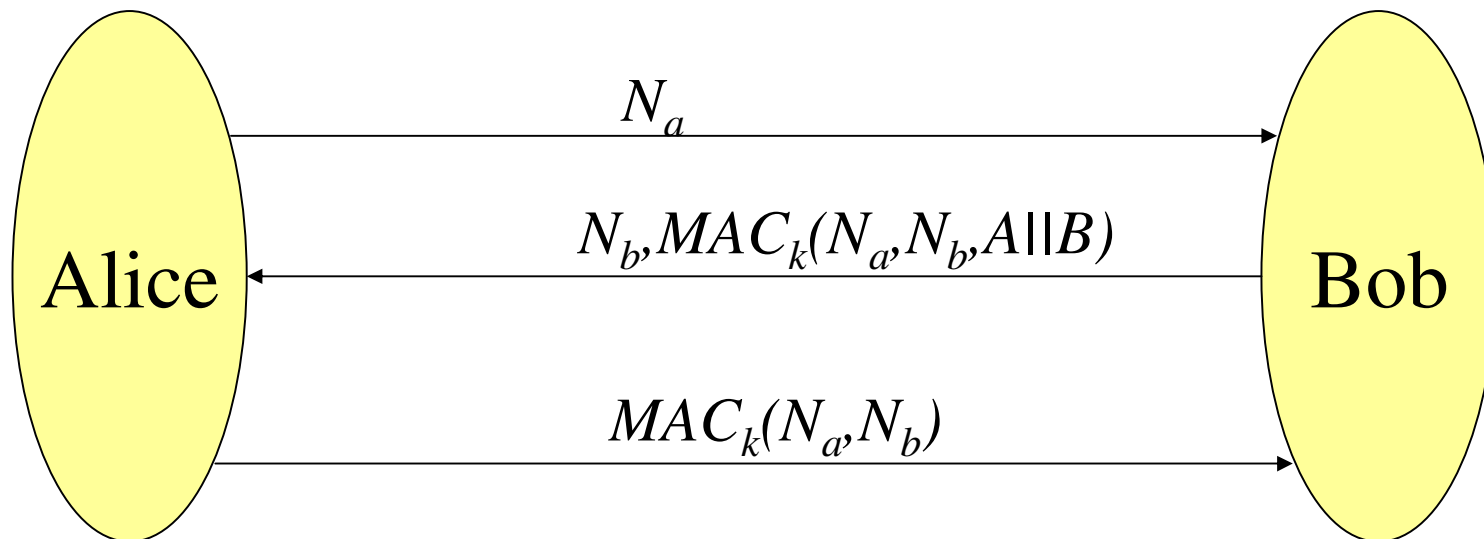 N_a
N_b,MAC_k(N_a,N_b,A||B)
Alice
Bob
MAC_k(N_a,N_b)